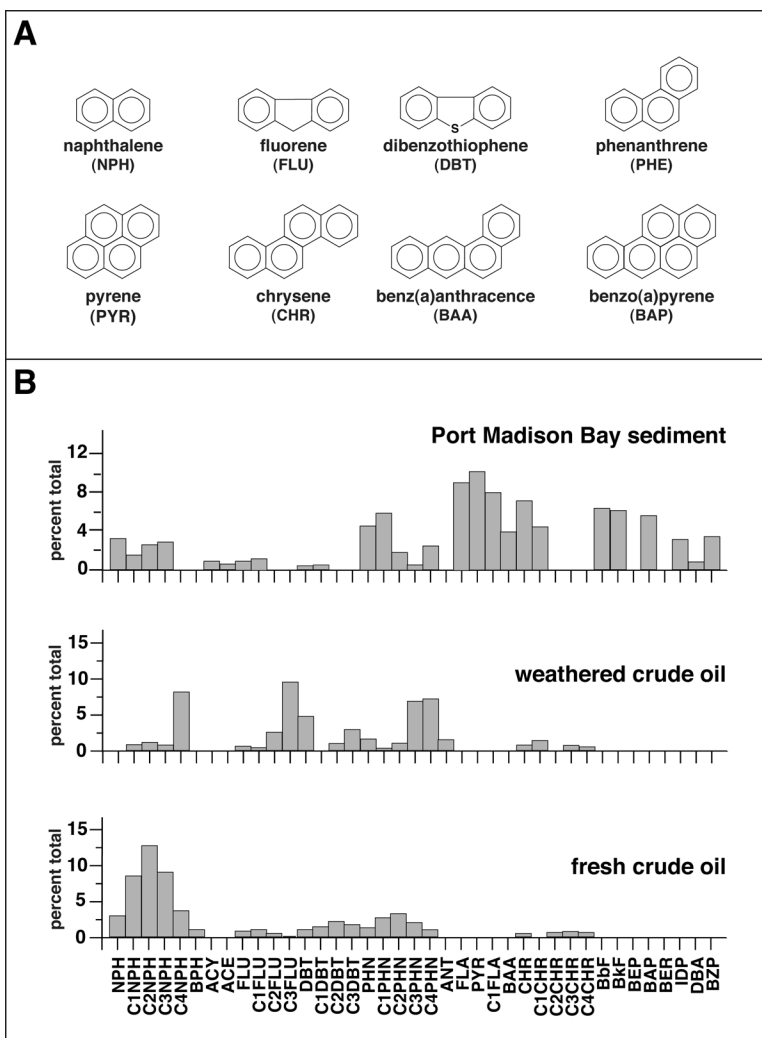 A
S
naphthalene fluorene dibenzothiophene phenanthrene
(NPH) (FLU) (DBT) (PHE)
pyrene chrysene benz(a)anthracence benzo(a)pyrene
(PYR) (CHR) (BAA) (BAP)
B
Port Madison Bay sediment
percent total
12
8
4
0
weathered crude oil
percent total
15
10
5
0
fresh crude oil
percent total
15
10
5
0
NPH
C1NPH
C2NPH
C3NPH
C4NPH
BPH
ACY
ACE
FLU
C1FLU
C2FLU
C3FLU
DBT
C1DBT
C2DBT
C3DBT
PHN
C1PHN
C2PHN
C3PHN
C4PHN
ANT
FLA
PYR
C1FLA
BAA
CHR
C1CHR
C2CHR
C3CHR
C4CHR
BbF
BkF
BEP
BAP
BER
IDP
DBA
BZP